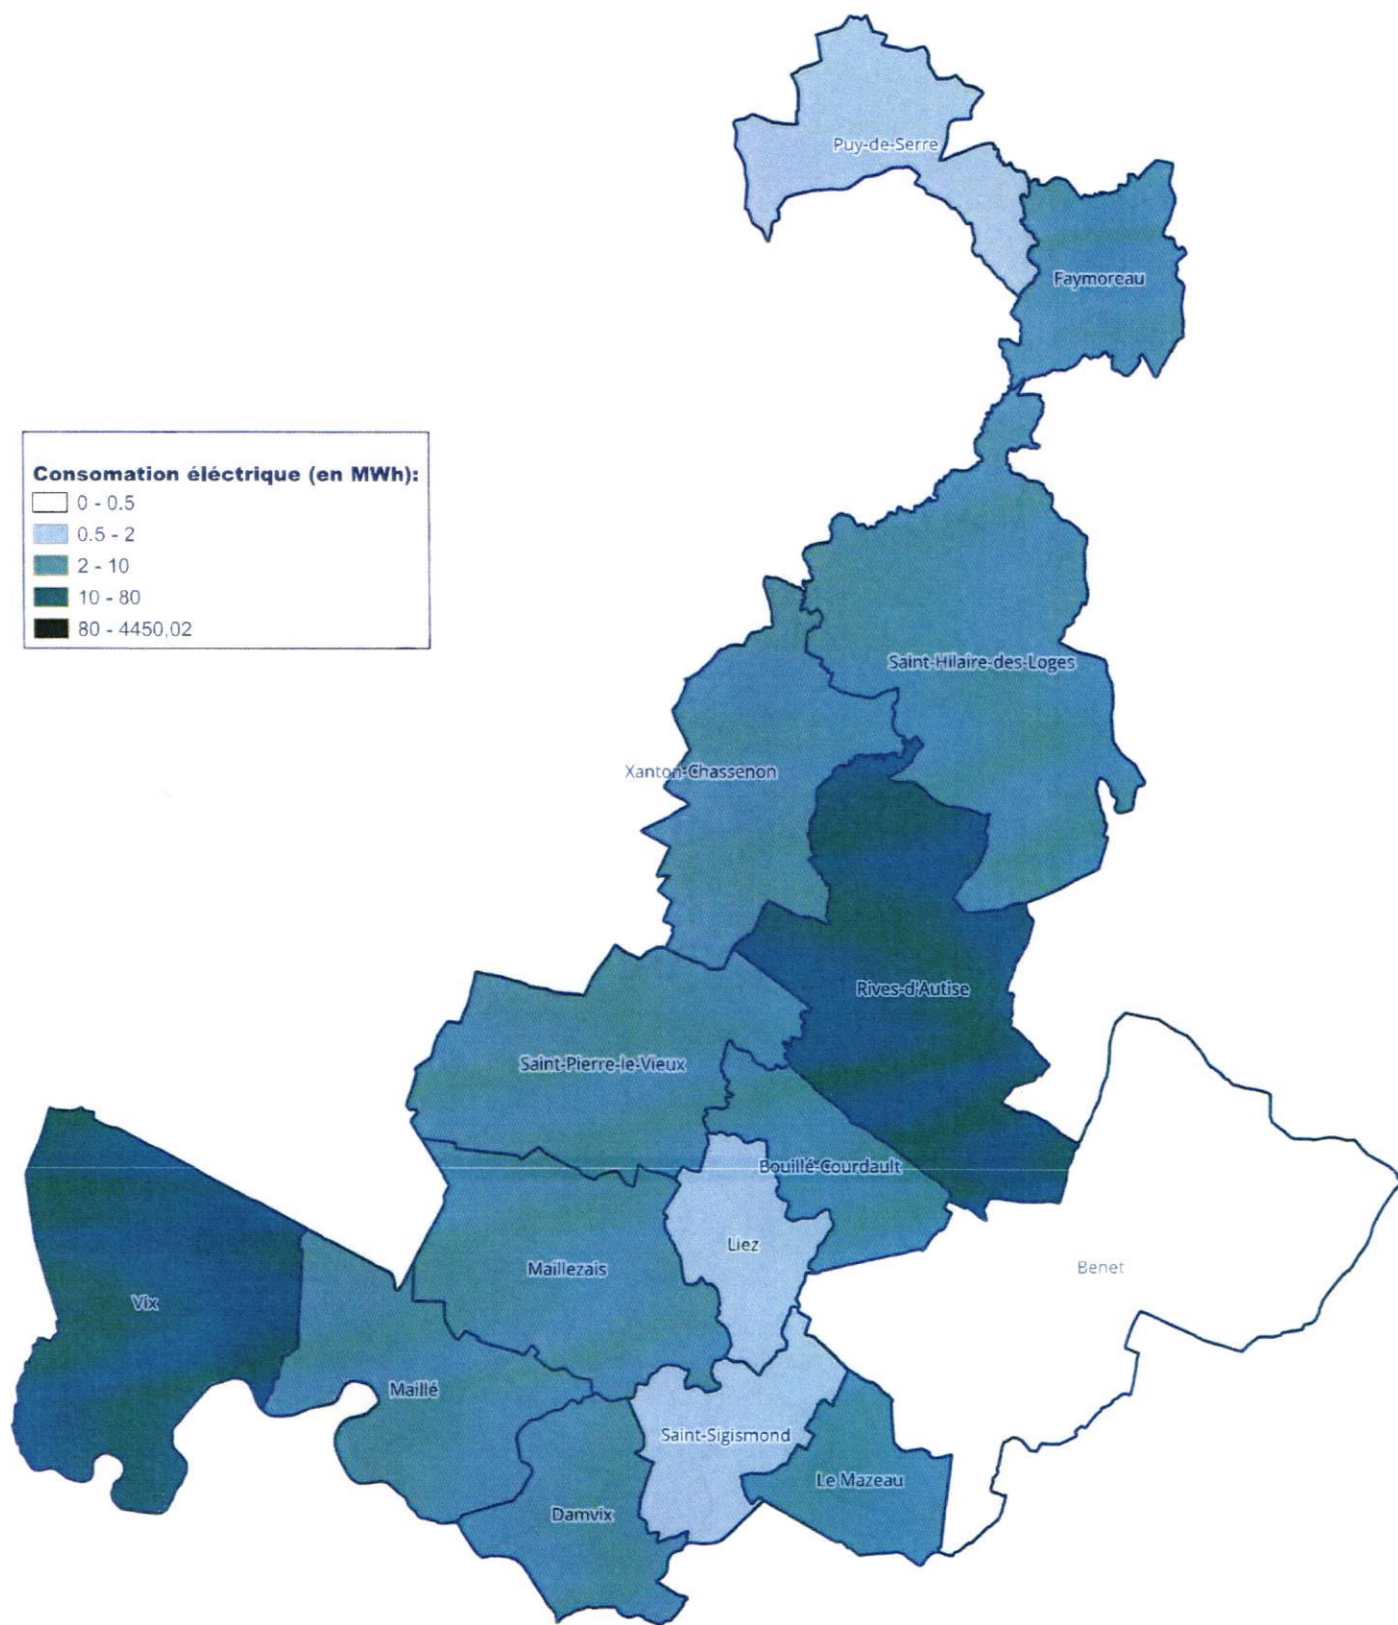 Puy-de-Serre
Faymoreau
Consomation éléctrique (en MWh):
0 - 0.5
0.5 - 2
2 - 10
10 - 80
80 - 4450,02
Saint-Hilaire-des-Loges
Xanton-Chassenon
Rives-d'Autise
Saint-Pierre-le-Vieux
Bouillé-Courdault
Liez
Maillezais
Benet
Vix
Maillé
Saint-Sigismond
Le Mazeau
Damvix